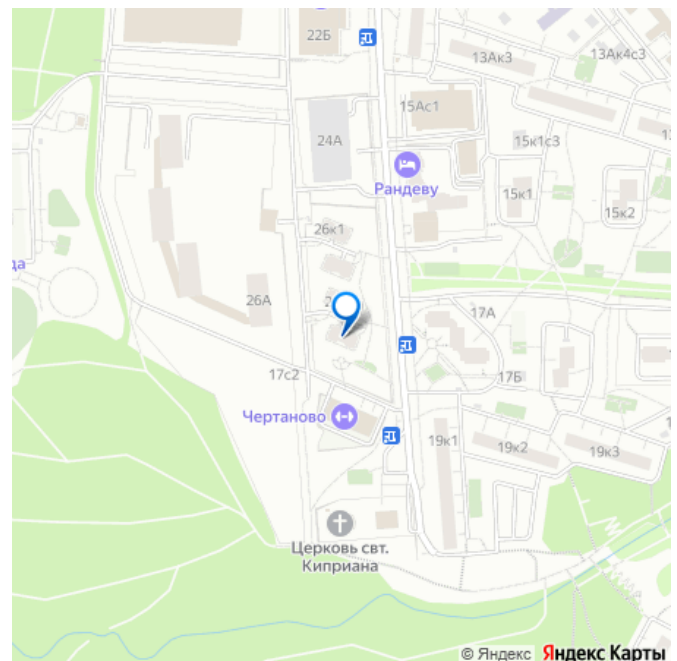 22Б
13Ак3
13Ак4с3
15Ас1
24А
15к1с3
Рандеву
15к1
15к2
26к1
да
26А
17А
17с2
17Б
Чертаново
19к1
19к2
19к3
Церковь свт.
Киприана
© Яндекс Яндекс Карты